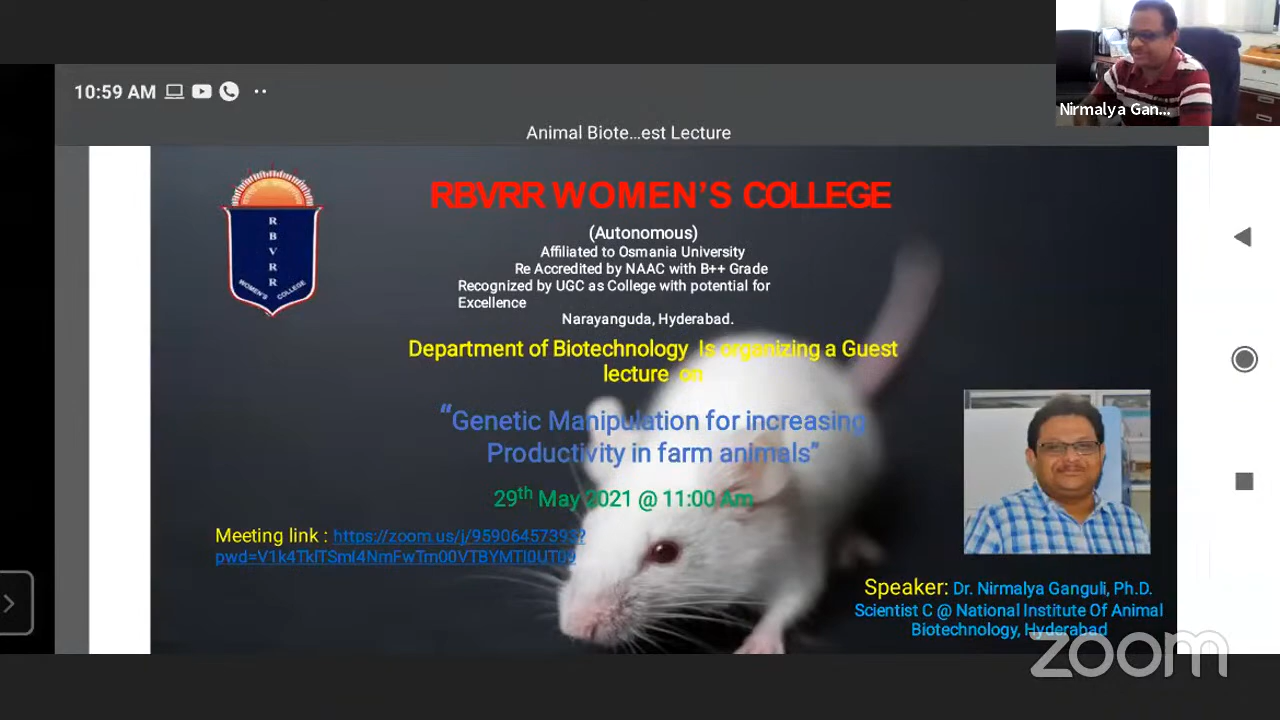 Nirmalya Gan...
10:59 AM
Animal Biote...est Lecture
RBVRR WOMEN'S COLLEGE
(Autonomous)
Affiliated to Osmania University
Re Accredited by NAAC with B++ Grade
Recognized by UGC as College with potential for
Excellence
Narayanguda, Hyderabad.
R
B
V
R
R
WOMEN'S COLLEGE
Department of Biotechnology Is organizing a Guest
lecture on
“Genetic Manipulation for increasing
Productivity in farm animals”
29th May 2021 @ 11:00 Am
Meeting link : https://zoom.us/j/95906457393?
Speaker: Dr. Nirmalya Ganguli, Ph.D.
Scientist C @ National Institute Of Animal
Biotechnology, Hyderabad
zoom